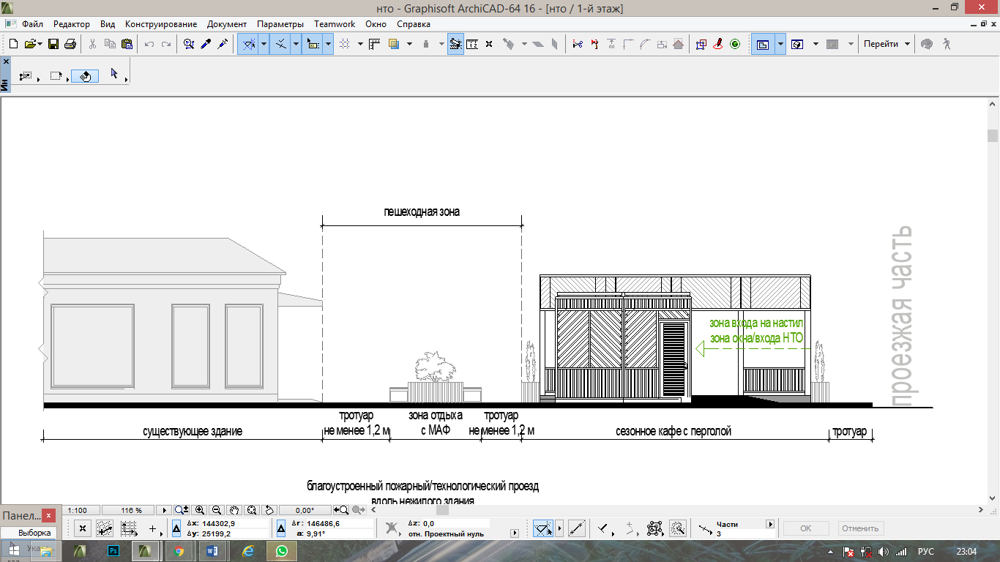 нто - Graphisoft ArchiCAD-64 16 - [нто / 1-й этаж]
Файл Редактор Вид Конструирование Документ Параметры Teamwork Окно Справка
Перейти
Ин
пешеходная зона
проезжая часть
зона входа на настил
зона окна/входа НТО
тротуар
не менее 1,2 м
зона отдыха
с МАФ
тротуар
не менее 1,2 м
существующее здание
сезонное кафе с перголой
тротуар
благоустроенный пожарный/технологический проезд
вдоль нежилого здания
1:100
116 %
0,00°
Панел...
Выборка
Δx: 144302,9
Δy: 25199,2
Δr: 146486,6
a: 9,91°
Δz: 0,0
отн. Проектный нуль
Части
3
ОК
Отменить
Ука
Ps
РУС
23:04